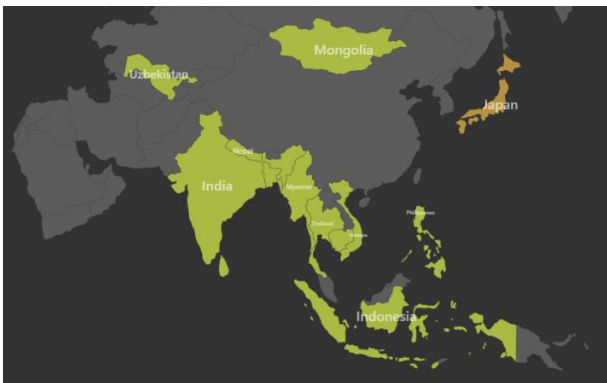 Mongolia
Uzbekistan
Japan
Nepal
India
Myanmar
Philippines
Thailand
Vietnam
Indonesia